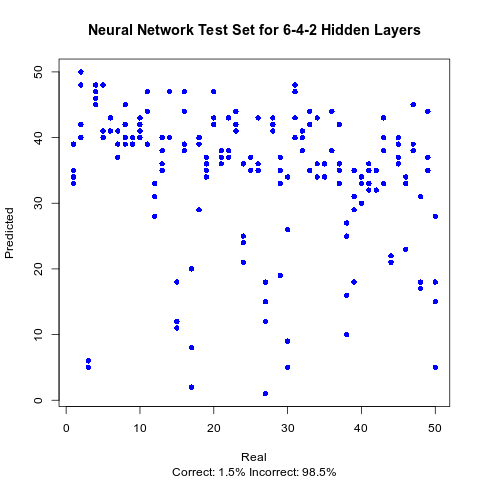 Neural Network Test Set for 6-4-2 Hidden Layers
Predicted
50
40
30
20
10
0
0 10 20 30 40 50
Real
Correct: 1.5% Incorrect: 98.5%